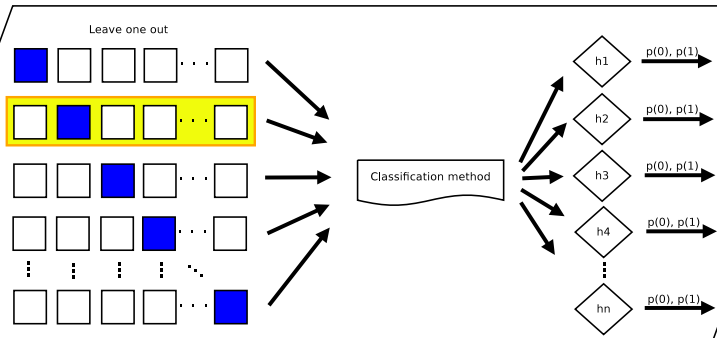 Leave one out
h1
p(0), p(1)
h2
p(0), p(1)
Classification method
h3
p(0), p(1)
h4
p(0), p(1)
hn
p(0), p(1)